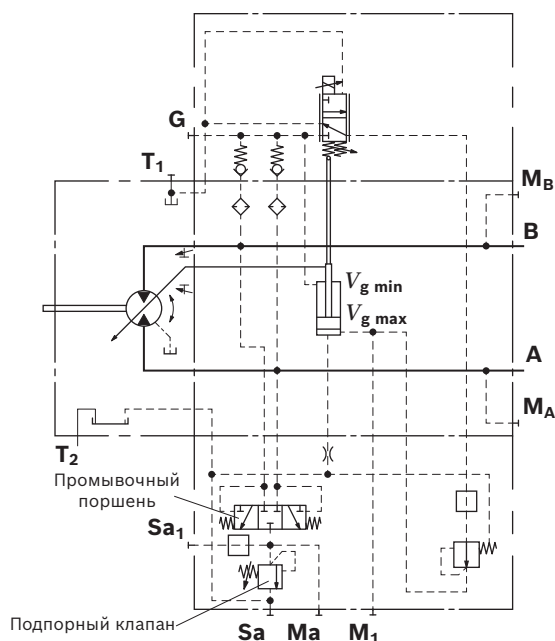 G
T1
MB
B
Vg min
Vg max
A
MA
T2
Промывочный
поршень
Sa1
Подпорный клапан
Sa Ma M1